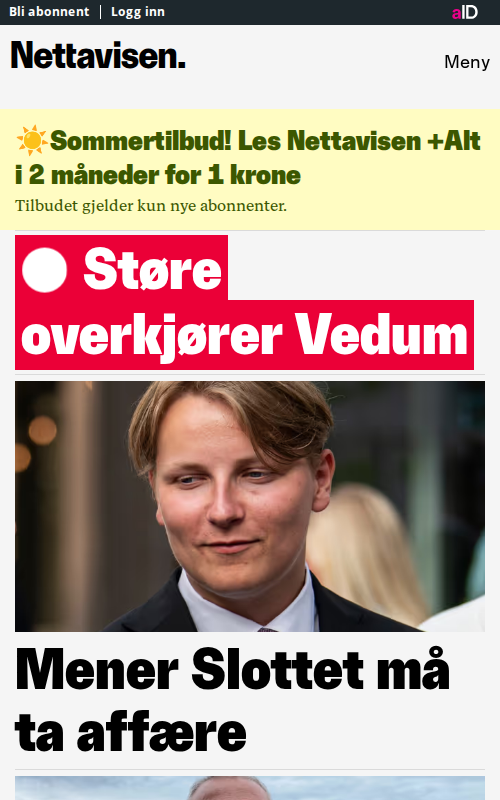 Bli abonnent | Logg inn
aID
Nettavisen.
Meny
☀️Sommertilbud! Les Nettavisen +Alt
i 2 måneder for 1 krone
Tilbudet gjelder kun nye abonnenter.
Støre
overkjører Vedum
Mener Slottet må
ta affære